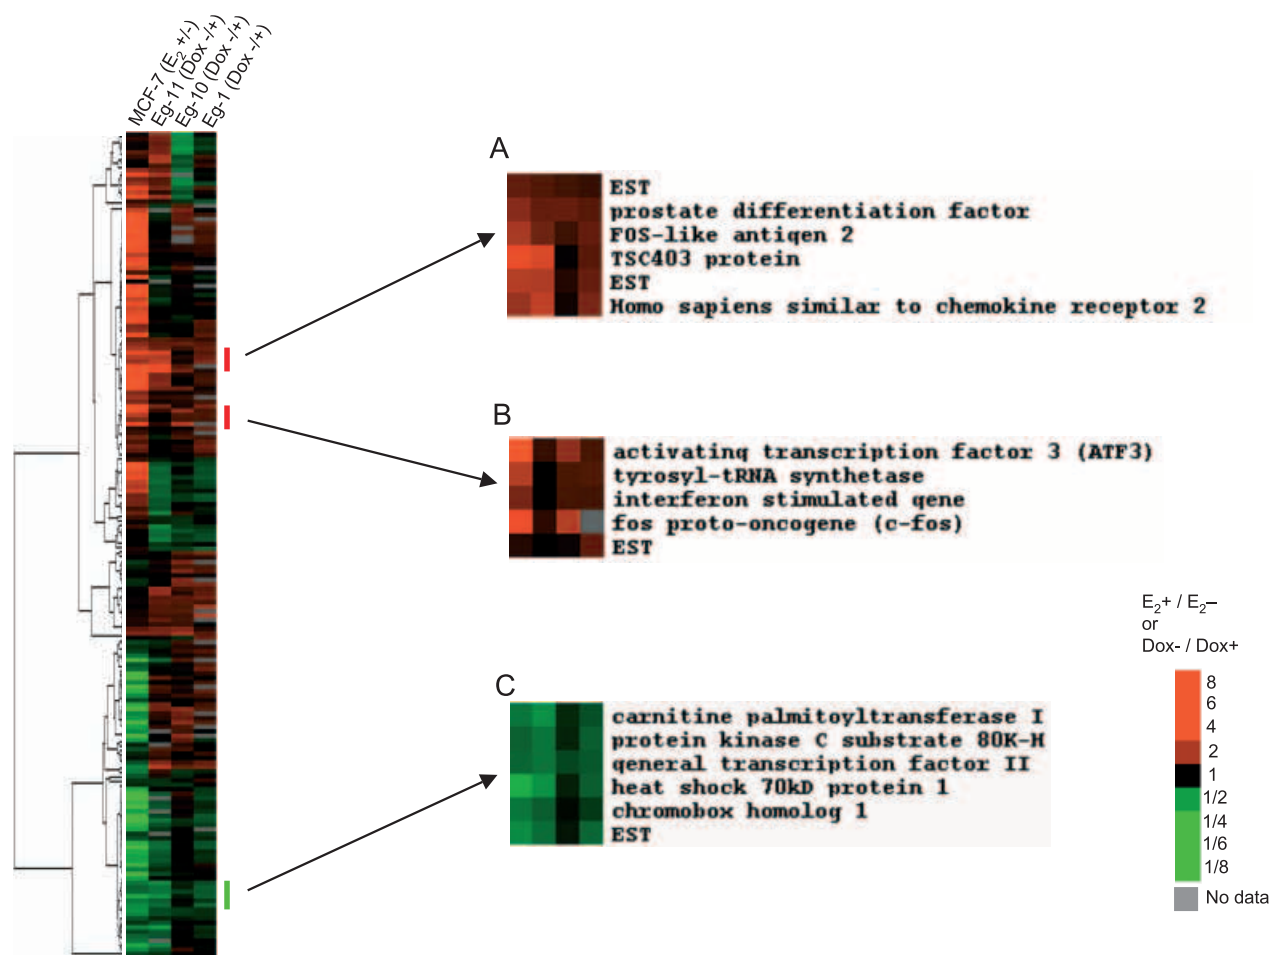 MCF-7 (E2 +/-)
Eg-11 (Dox -/+)
Eg-10 (Dox -/+)
Eg-1 (Dox -/+)
A
EST
prostate differentiation factor
FOS-like antigen 2
TSC403 protein
EST
Homo sapiens similar to chemokine receptor 2
B
activating transcription factor 3 (ATF3)
tyrosyl-tRNA synthetase
interferon stimulated gene
fos proto-oncogene (c-fos)
EST
C
carnitine palmitoyltransferase I
protein kinase C substrate 80K-H
general transcription factor II
heat shock 70kD protein 1
chromobox homolog 1
EST
E2+ / E2–
or
Dox- / Dox+
8
6
4
2
1
1/2
1/4
1/6
1/8
No data